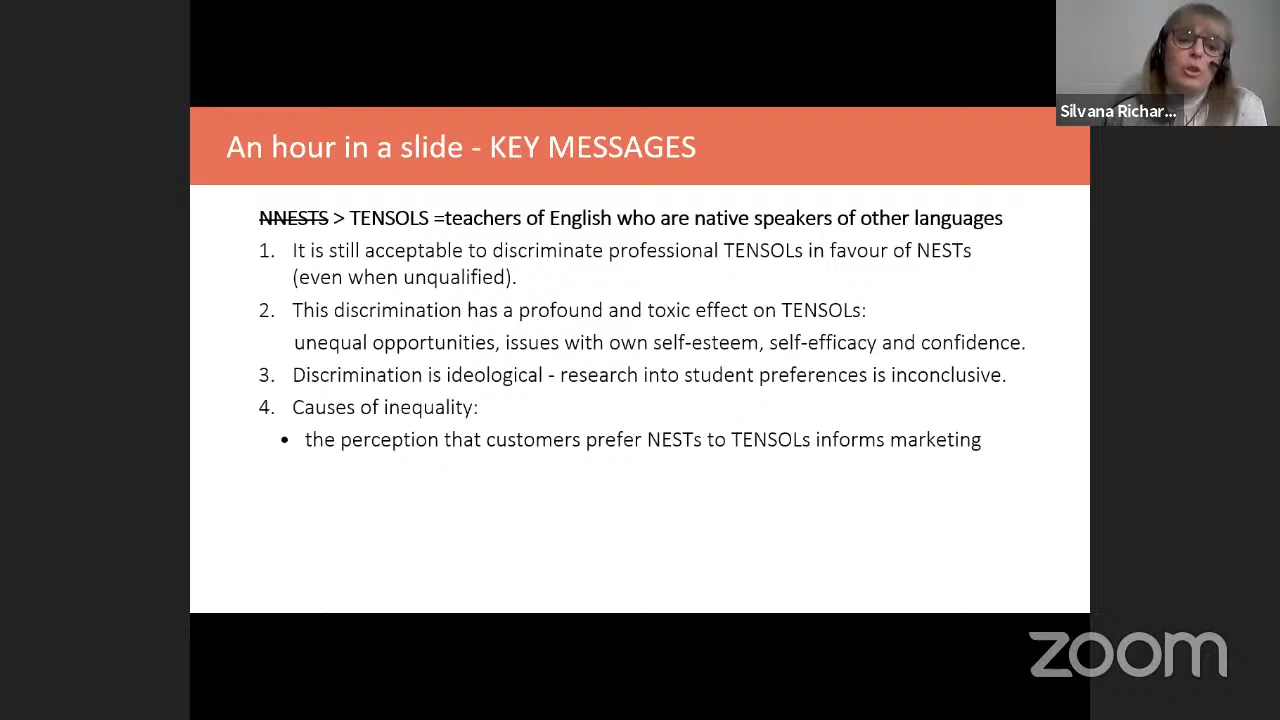 Silvana Richar...
An hour in a slide - KEY MESSAGES
NNESTS > TENSOLS =teachers of English who are native speakers of other languages
1. It is still acceptable to discriminate professional TENSOLs in favour of NESTs
(even when unqualified).
2. This discrimination has a profound and toxic effect on TENSOLs:
unequal opportunities, issues with own self-esteem, self-efficacy and confidence.
3. Discrimination is ideological - research into student preferences is inconclusive.
4. Causes of inequality:
• the perception that customers prefer NESTs to TENSOLs informs marketing
zoom